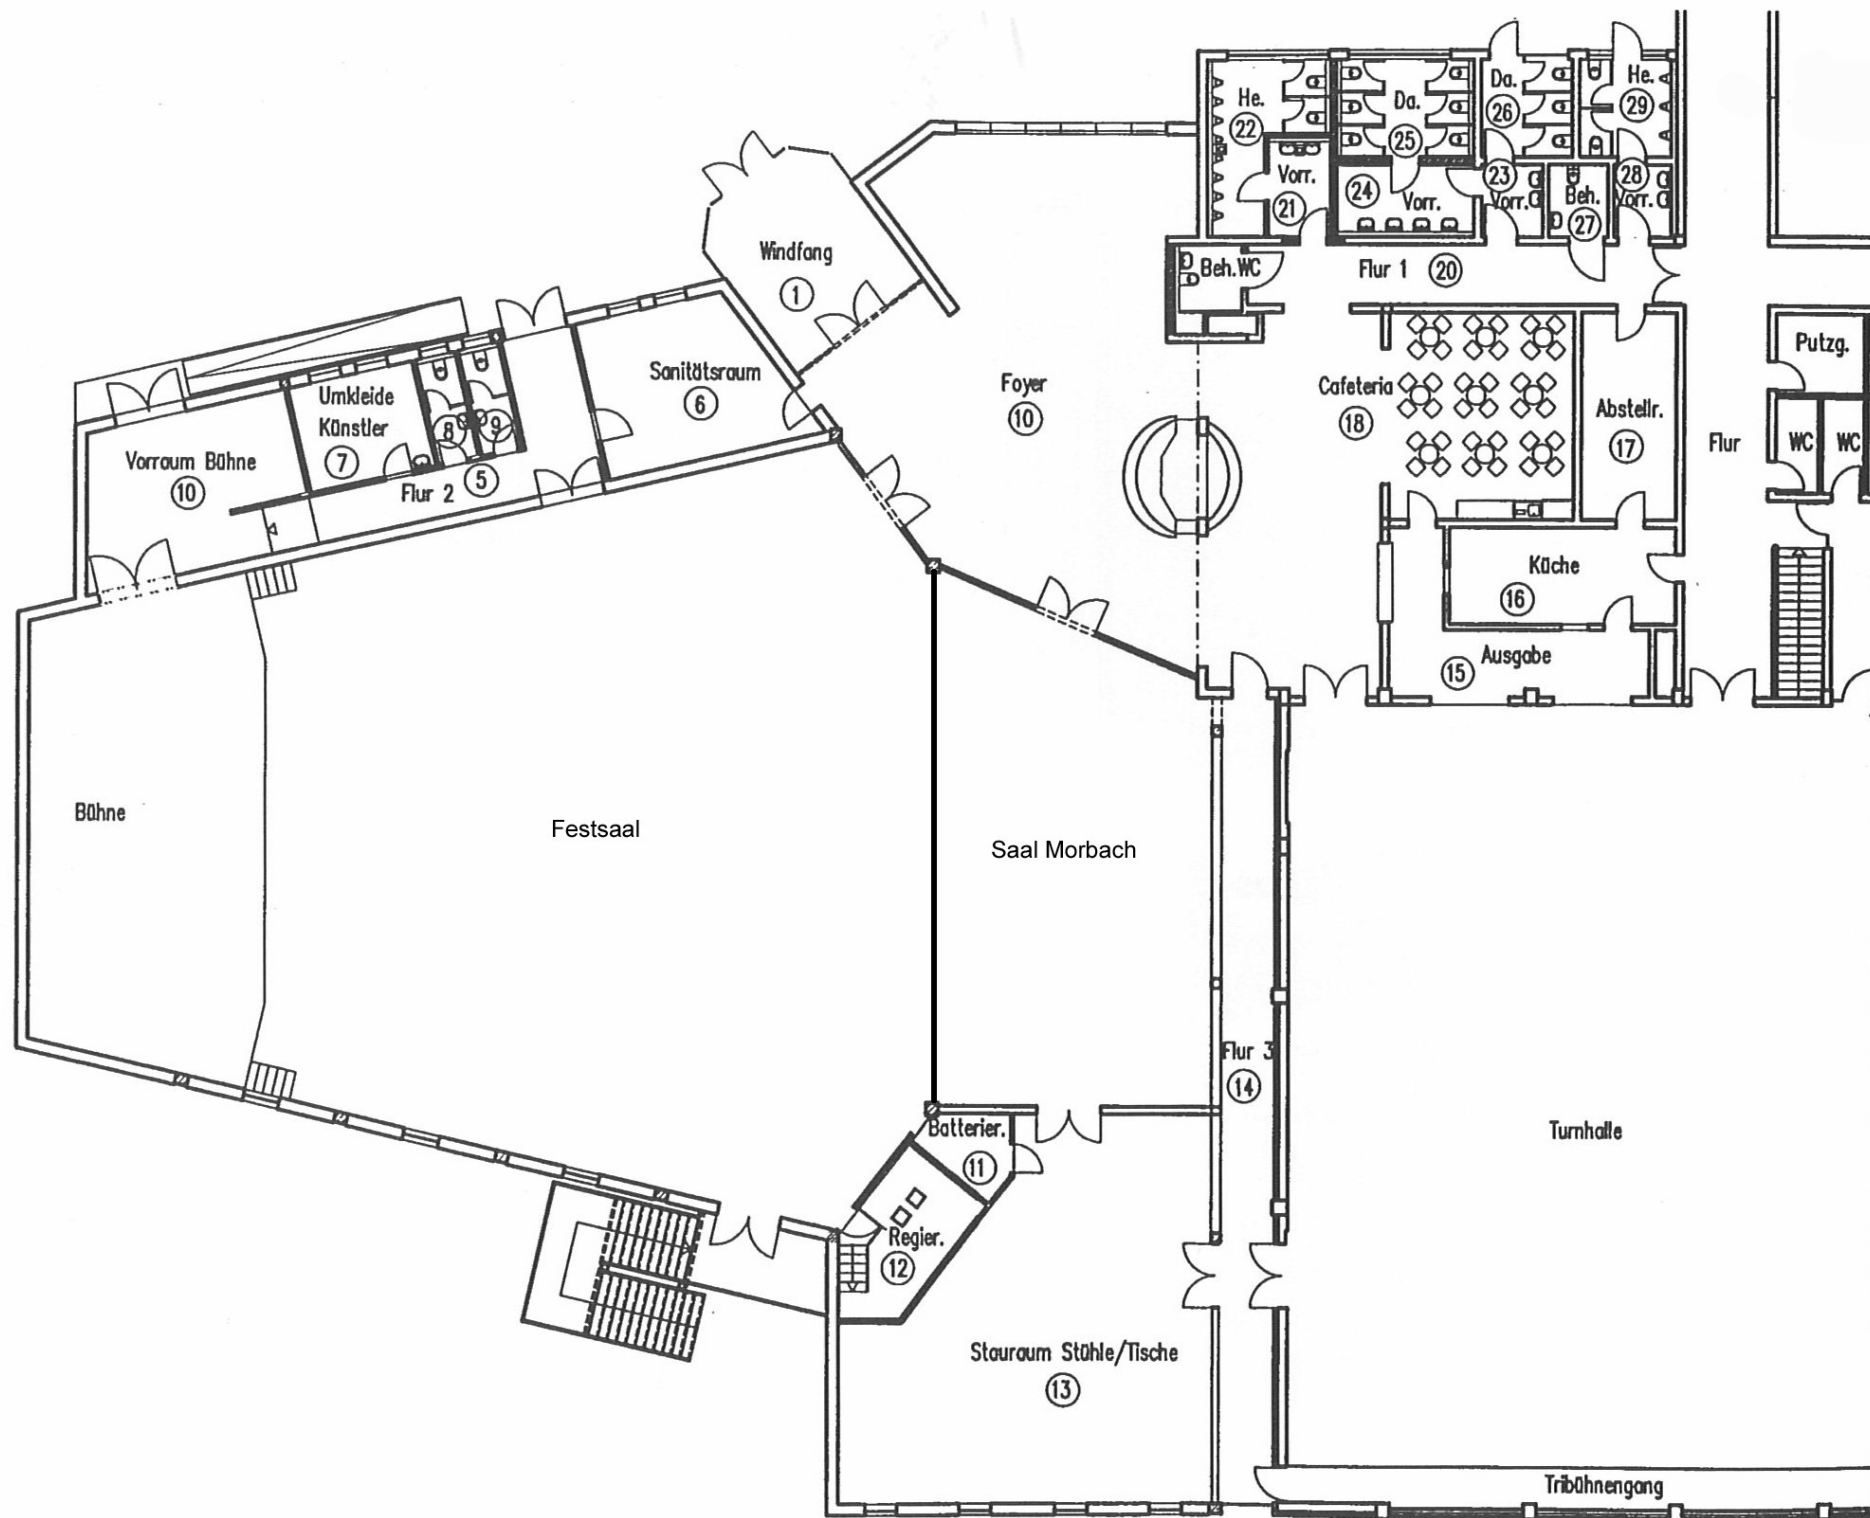 He.
22
Da.
25
Da.
26
He.
29
Vorr.
21
24
Vorr.
23
Vorr.
Beh.
27
28
Vorr.
Windfang
1
Beh.WC
Flur 1
20
Sanitätsraum
6
Foyer
10
Cafeteria
18
Abstellr.
17
Flur
Putzg.
WC
WC
Umkleide
Künstler
7
8
9
Vorraum Bühne
10
Flur 2
5
Küche
16
Ausgabe
15
Bühne
Festsaal
Saal Morbach
Flur 3
14
Turnhalle
Batterier.
11
Regier.
12
Stauraum Stühle/Tische
13
Tribühnengang